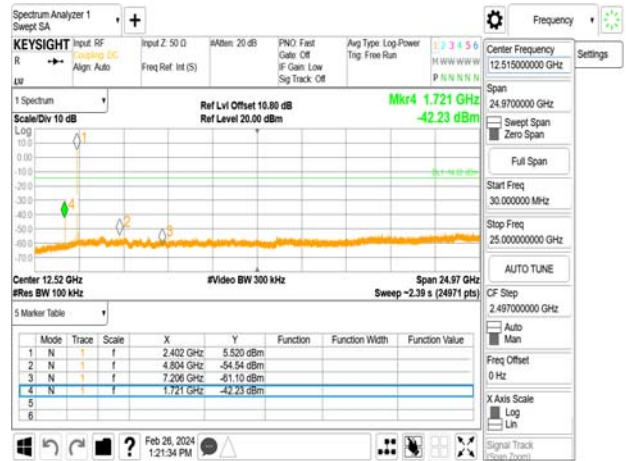 Spectrum Analyzer 1
Swept SA
+
Frequency
KEYSIGHT Input: RF Input Z: 50 Ω #Atten: 20 dB PNO: Fast Avg Type: Log-Power 1 2 3 4 5 6
R Coupling: DC Gate: Off Trig: Free Run M W W W W W
Align: Auto Freq Ref: Int (S) IF Gain: Low P N N N N N
Sig Track: Off
LXI
1 Spectrum
Scale/Div 10 dB
Ref Lvl Offset 10.80 dB
Ref Level 20.00 dBm
Mkr4 1.721 GHz
-42.23 dBm
Log
10.0
0.00
-10.0
-20.0
-30.0
-40.0
-50.0
-60.0
-70.0
1
2
3
4
Center 12.52 GHz #Video BW 300 kHz Span 24.97 GHz
#Res BW 100 kHz Sweep ~2.39 s (24971 pts)
5 Marker Table
Mode Trace Scale X Y Function Function Width Function Value
1 N 1 f 2.402 GHz 5.520 dBm
2 N 1 f 4.804 GHz -54.54 dBm
3 N 1 f 7.206 GHz -61.10 dBm
4 N 1 f 1.721 GHz -42.23 dBm
5
6
?
Feb 26, 2024
1:21:34 PM
Center Frequency
12.515000000 GHz
Settings
Span
24.9700000 GHz
Swept Span
Zero Span
Full Span
Start Freq
30.000000 MHz
Stop Freq
25.000000000 GHz
AUTO TUNE
CF Step
2.497000000 GHz
Auto
Man
Freq Offset
0 Hz
X Axis Scale
Log
Lin
Signal Track
(Span Zoom)